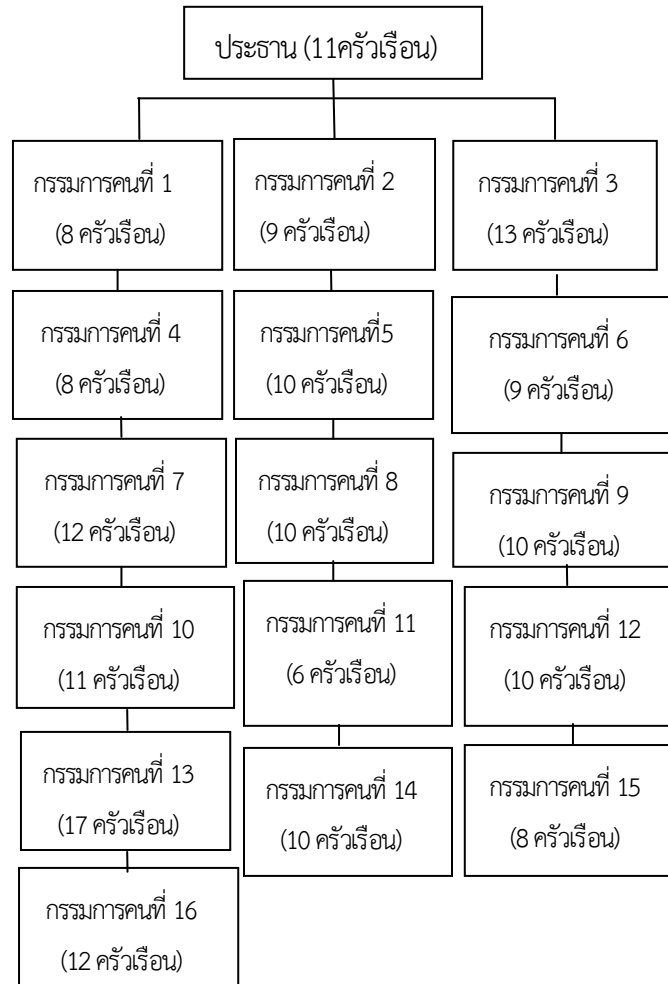 ประธาน (11ครัวเรือน)
กรรมการคนที่ 1
(8 ครัวเรือน)
กรรมการคนที่ 2
(9 ครัวเรือน)
กรรมการคนที่ 3
(13 ครัวเรือน)
กรรมการคนที่ 4
(8 ครัวเรือน)
กรรมการคนที่5
(10 ครัวเรือน)
กรรมการคนที่ 6
(9 ครัวเรือน)
กรรมการคนที่ 7
(12 ครัวเรือน)
กรรมการคนที่ 8
(10 ครัวเรือน)
กรรมการคนที่ 9
(10 ครัวเรือน)
กรรมการคนที่ 10
(11 ครัวเรือน)
กรรมการคนที่ 11
(6 ครัวเรือน)
กรรมการคนที่ 12
(10 ครัวเรือน)
กรรมการคนที่ 13
(17 ครัวเรือน)
กรรมการคนที่ 14
(10 ครัวเรือน)
กรรมการคนที่ 15
(8 ครัวเรือน)
กรรมการคนที่ 16
(12 ครัวเรือน)